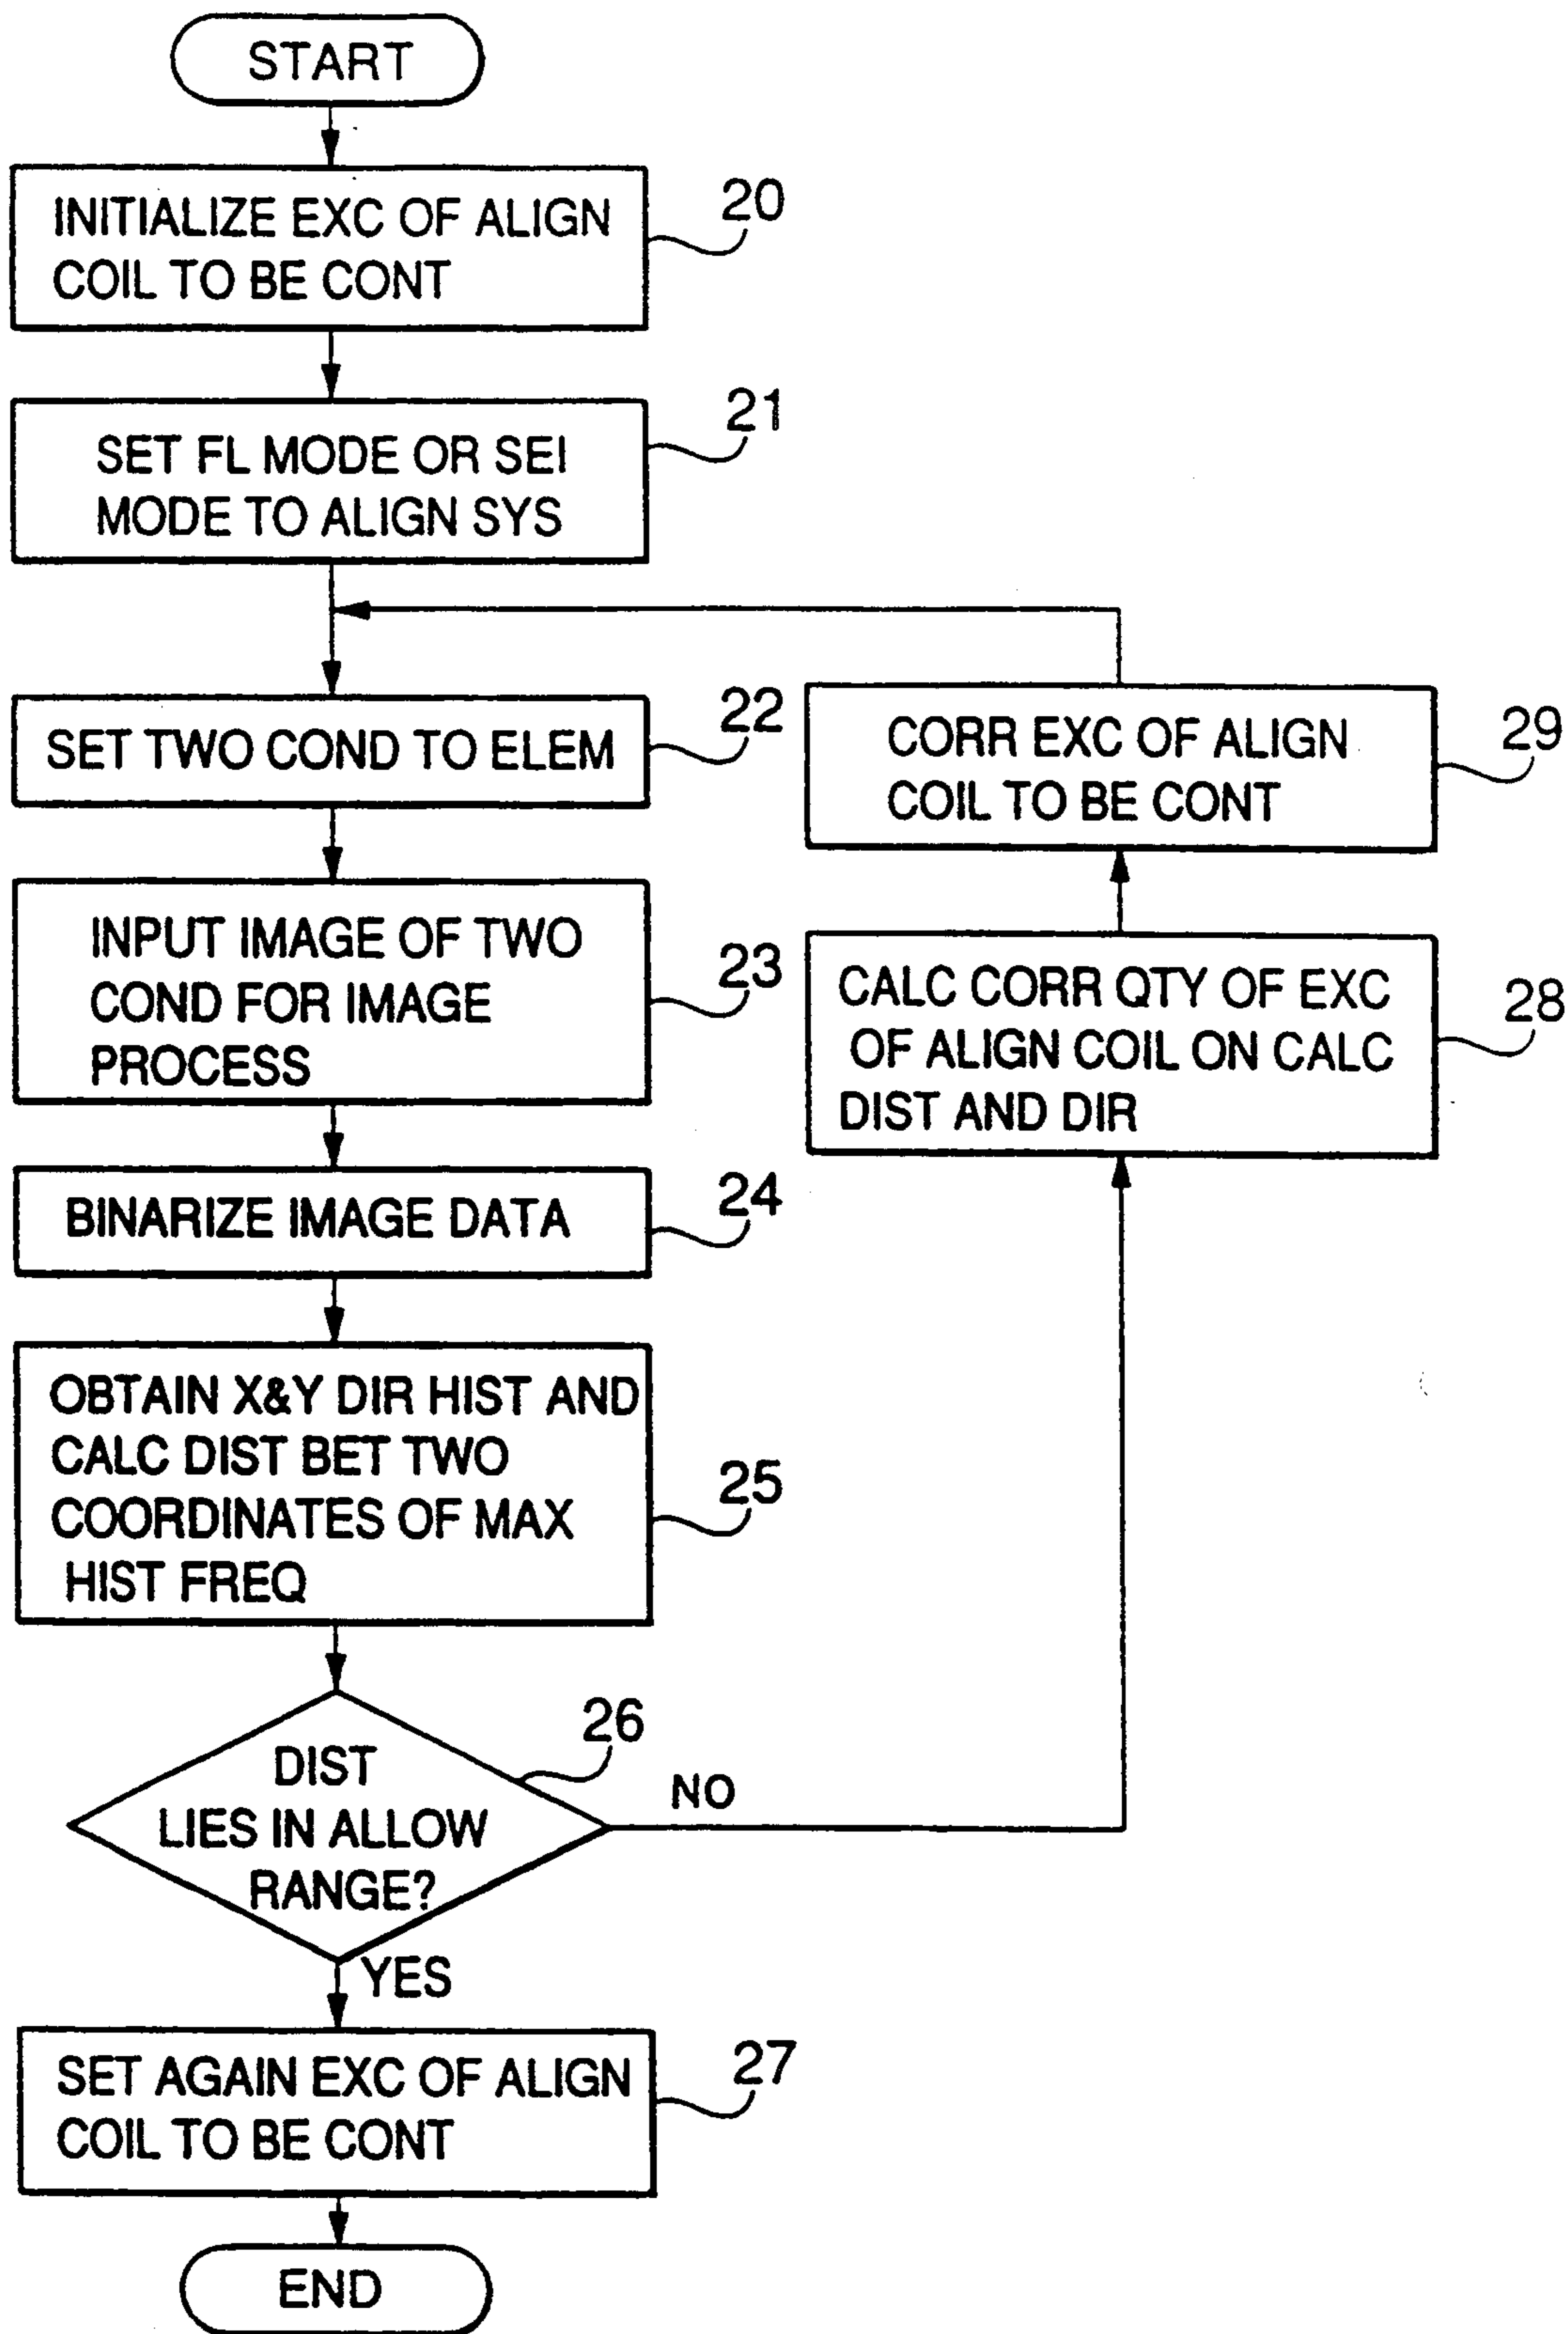 START
INITIALIZE EXC OF ALIGN
COIL TO BE CONT
20
SET FL MODE OR SEI
MODE TO ALIGN SYS
21
SET TWO COND TO ELEM
22
INPUT IMAGE OF TWO
COND FOR IMAGE
PROCESS
23
BINARIZE IMAGE DATA
24
OBTAIN X&Y DIR HIST AND
CALC DIST BET TWO
COORDINATES OF MAX
HIST FREQ
25
DIST
LIES IN ALLOW
RANGE?
26
NO
YES
SET AGAIN EXC OF ALIGN
COIL TO BE CONT
27
END
CALC CORR QTY OF EXC
OF ALIGN COIL ON CALC
DIST AND DIR
28
CORR EXC OF ALIGN
COIL TO BE CONT
29